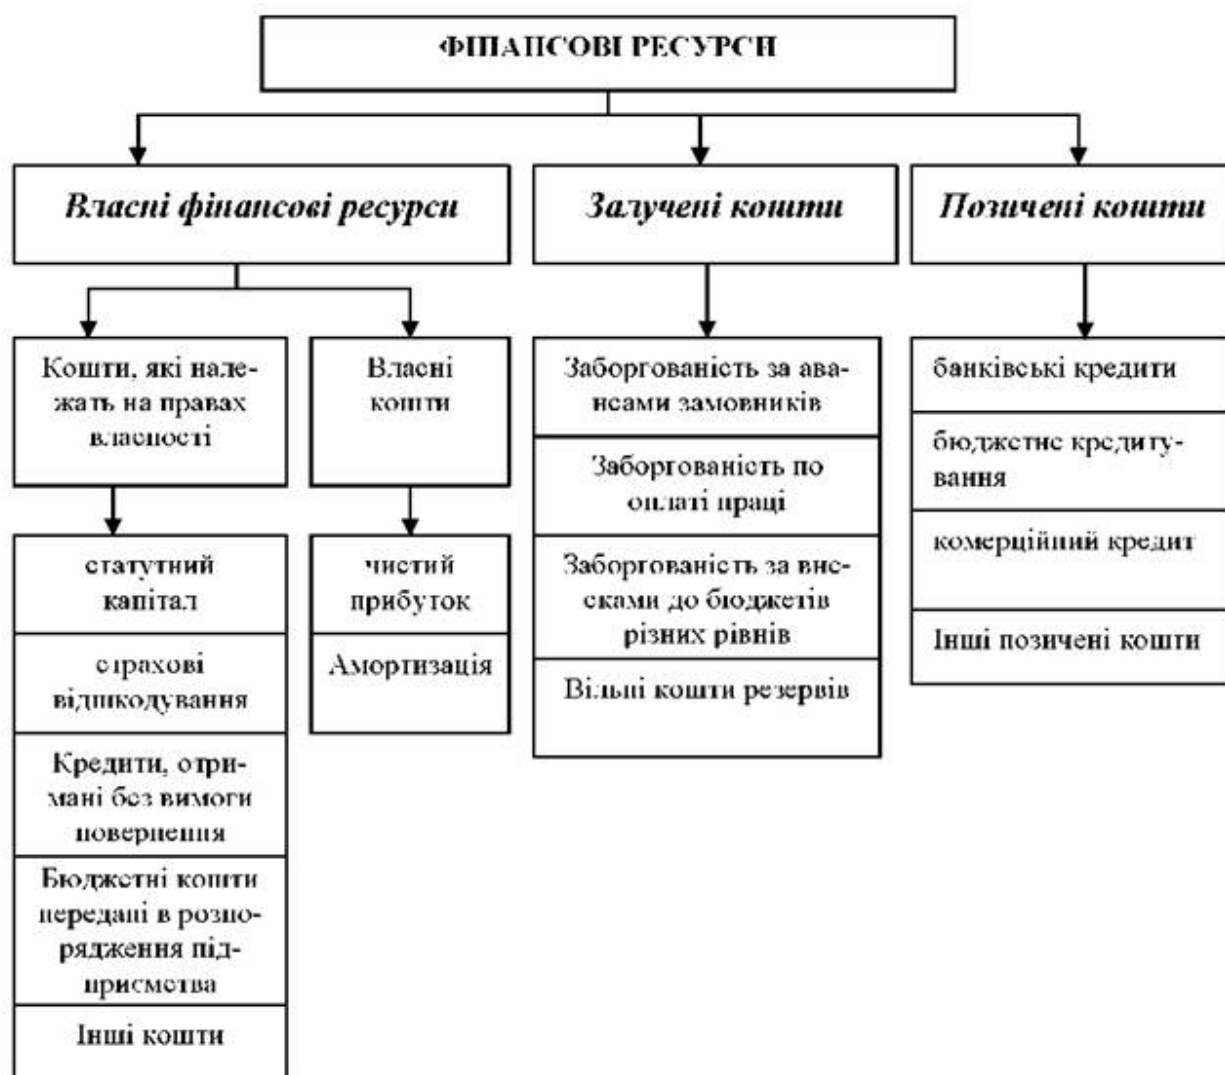 ФІНАНСОВІ РЕСУРСИ
Власні фінансові ресурси
Залучені кошти
Позичені кошти
Кошти, які нале-
жать на правах
власності
Власні
кошти
статутний
капітал
страхові
відшкодування
Кредити, отри-
мані без вимоги
повернення
Бюджетні кошти
передані в розпо-
рядження під-
приємства
Інші кошти
чистий
прибуток
Амортизація
Заборгованість за ава-
нсами замовників
Заборгованість по
оплаті праці
Заборгованість за вне-
сками до бюджетів
різних рівнів
Вільні кошти резервів
банківські кредити
бюджетне кредиту-
вання
комерційний кредит
Інші позичені кошти